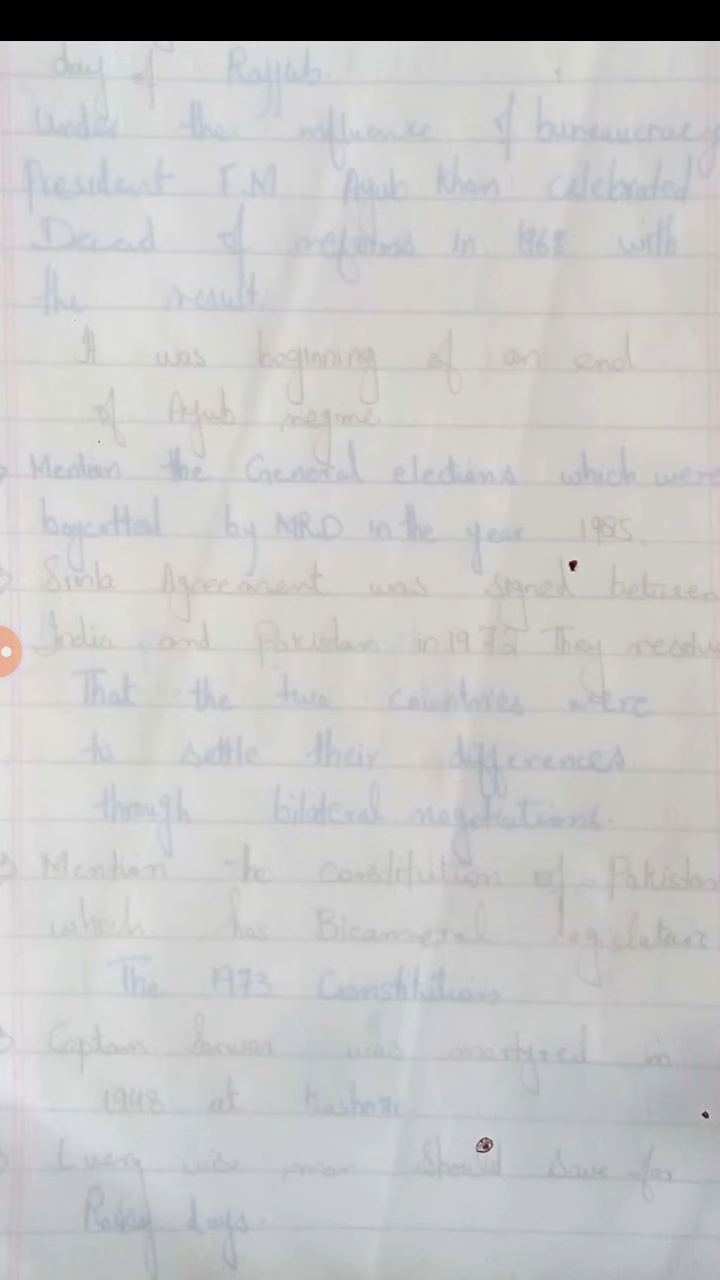 day of Rajjab.
Under the influence of bureaucracy
President F.M Ayub Khan celebrated
Decad of reforms in 1968 with
the result.
It was beginning of an end
of Ayub regime.
Mention the General elections which were
boycotted by MRD in the year 1985.
Simla Agreement was signed between
India and Pakistan in 1972 They resolv
That the two countries were
to settle their differences
through bilateral negotiations.
Mention the constitution of Pakistan
which has Bicameral legislature
The 1973 Constitution
Captain Sarwar was martyred in
1948 at Kashmir
Every wise man should save for
Rainy days.